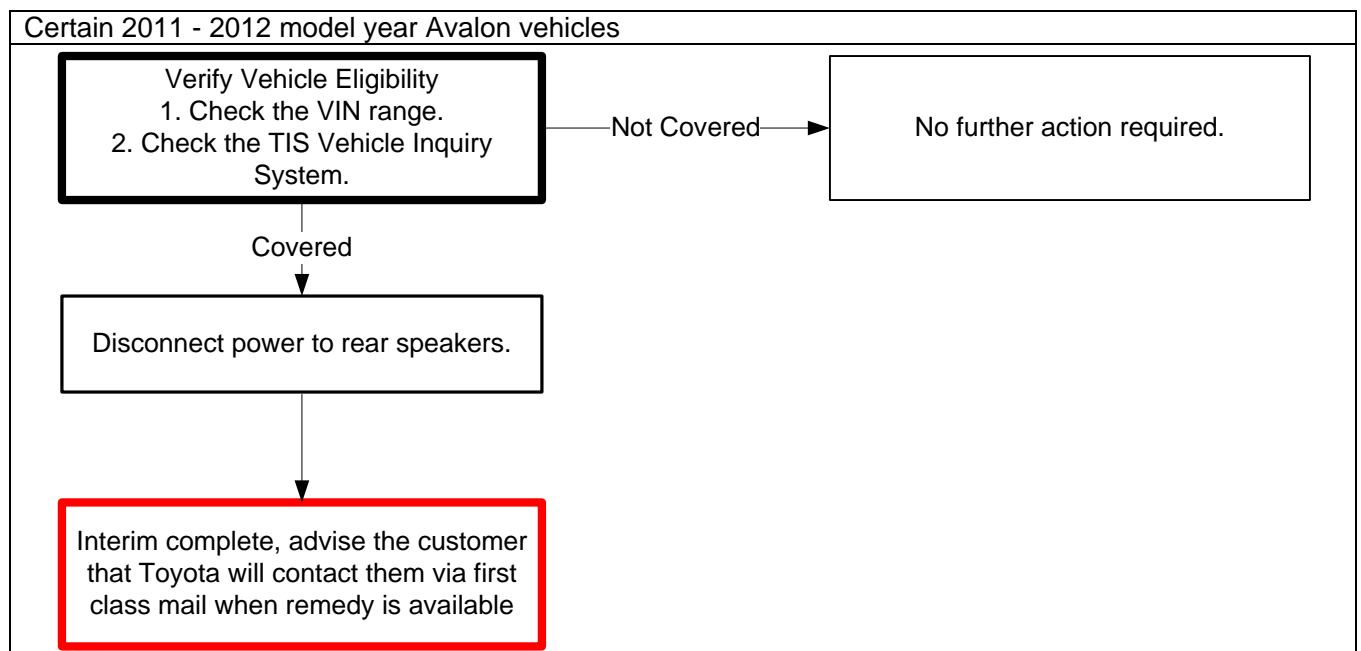 Certain 2011 - 2012 model year Avalon vehicles
Verify Vehicle Eligibility
1. Check the VIN range.
2. Check the TIS Vehicle Inquiry
System.
Not Covered
No further action required.
Covered
Disconnect power to rear speakers.
Interim complete, advise the customer
that Toyota will contact them via first
class mail when remedy is available